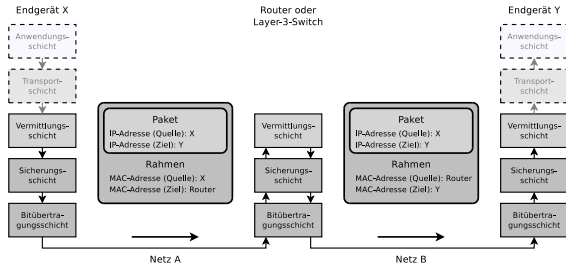 Endgerät X
Router oder
Layer-3-Switch
Endgerät Y
Anwendungs-
schicht
Transport-
schicht
Vermittlungs-
schicht
Sicherungs-
schicht
Bitübertra-
gungsschicht
Paket
IP-Adresse (Quelle): X
IP-Adresse (Ziel): Y
Rahmen
MAC-Adresse (Quelle): X
MAC-Adresse (Ziel): Router
Vermittlungs-
schicht
Sicherungs-
schicht
Bitübertra-
gungsschicht
Paket
IP-Adresse (Quelle): X
IP-Adresse (Ziel): Y
Rahmen
MAC-Adresse (Quelle): Router
MAC-Adresse (Ziel): Y
Anwendungs-
schicht
Transport-
schicht
Vermittlungs-
schicht
Sicherungs-
schicht
Bitübertra-
gungsschicht
Netz A
Netz B